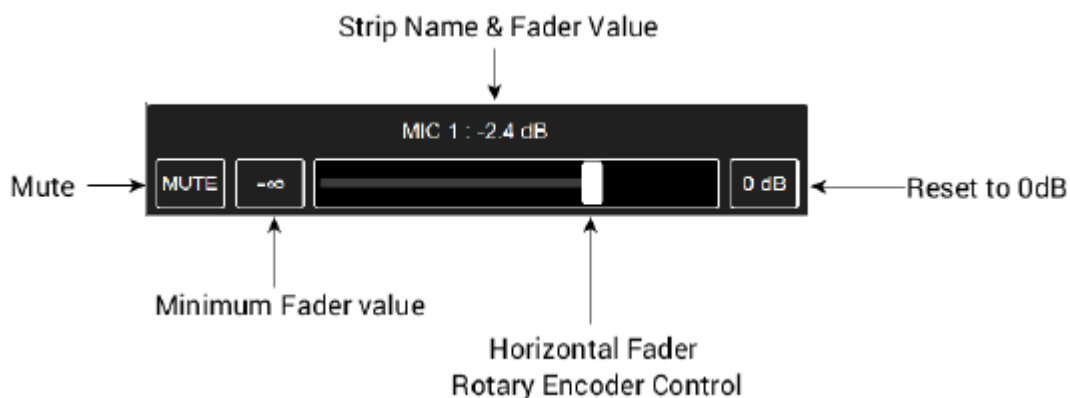 Strip Name & Fader Value
MIC 1 : -2.4 dB
Mute
MUTE
-∞
0 dB
Reset to 0dB
Minimum Fader value
Horizontal Fader
Rotary Encoder Control